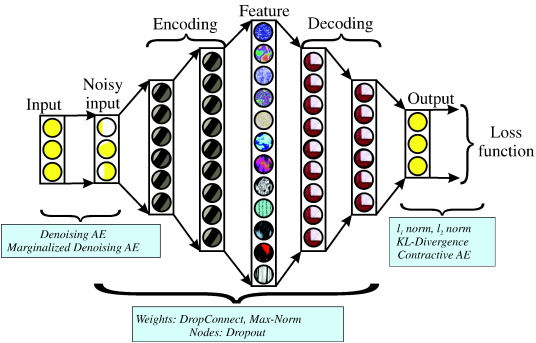 Feature
Encoding
Decoding
Noisy
input
Input
Output
Loss
function
Denoising AE
Marginalized Denoising AE
l₁ norm, l₂ norm
KL-Divergence
Contractive AE
Weights: DropConnect, Max-Norm
Nodes: Dropout